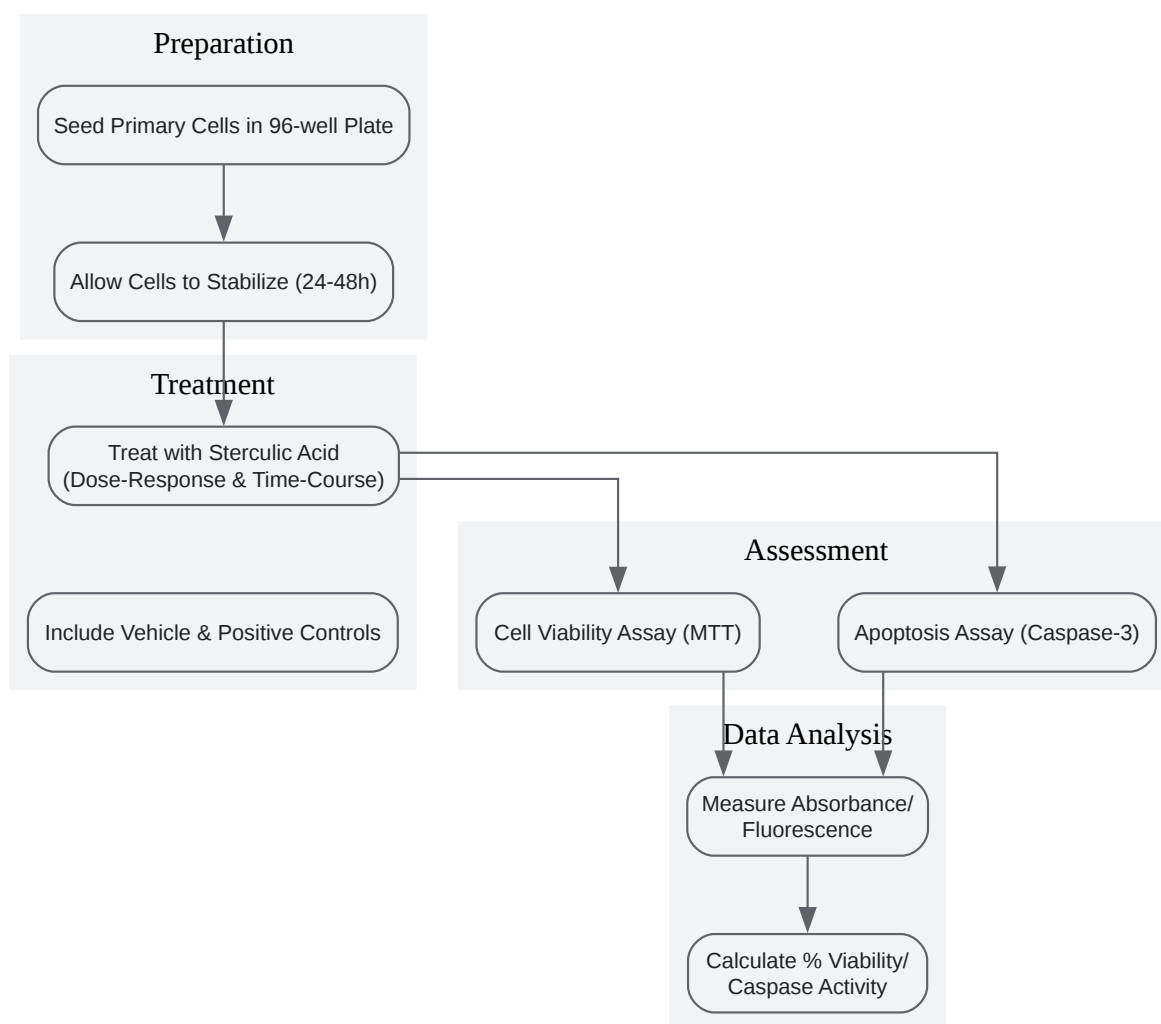 Preparation
Seed Primary Cells in 96-well Plate
Allow Cells to Stabilize (24-48h)
Treatment
Treat with Sterculic Acid
(Dose-Response & Time-Course)
Include Vehicle & Positive Controls
Assessment
Cell Viability Assay (MTT)
Apoptosis Assay (Caspase-3)
Data Analysis
Measure Absorbance/
Fluorescence
Calculate % Viability/
Caspase Activity